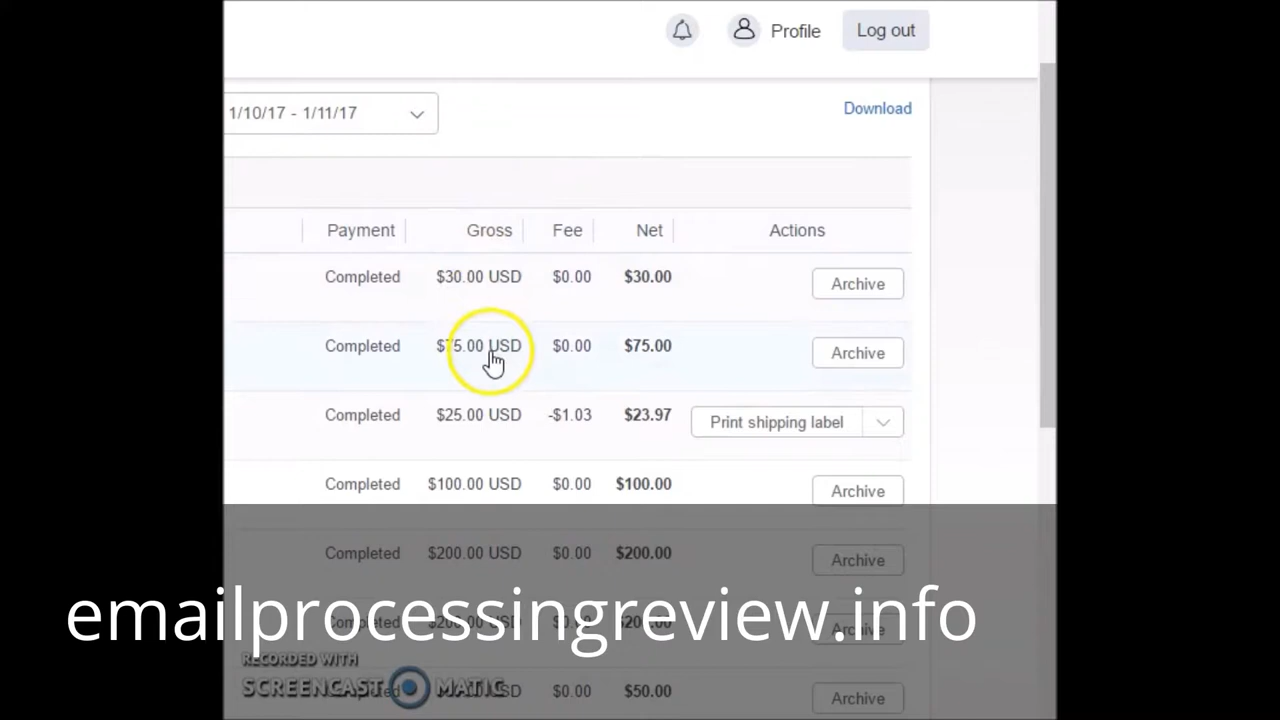 Profile Log out
1/10/17 - 1/11/17 Download
Payment Gross Fee Net Actions
Completed $30.00 USD $0.00 $30.00 Archive
Completed $75.00 USD $0.00 $75.00 Archive
Completed $25.00 USD -$1.03 $23.97 Print shipping label
Completed $100.00 USD $0.00 $100.00 Archive
Completed $200.00 USD $0.00 $200.00 Archive
emailprocessingreview.info
RECORDED WITH
SCREENCAST MATIC
$0.00 $50.00 Archive